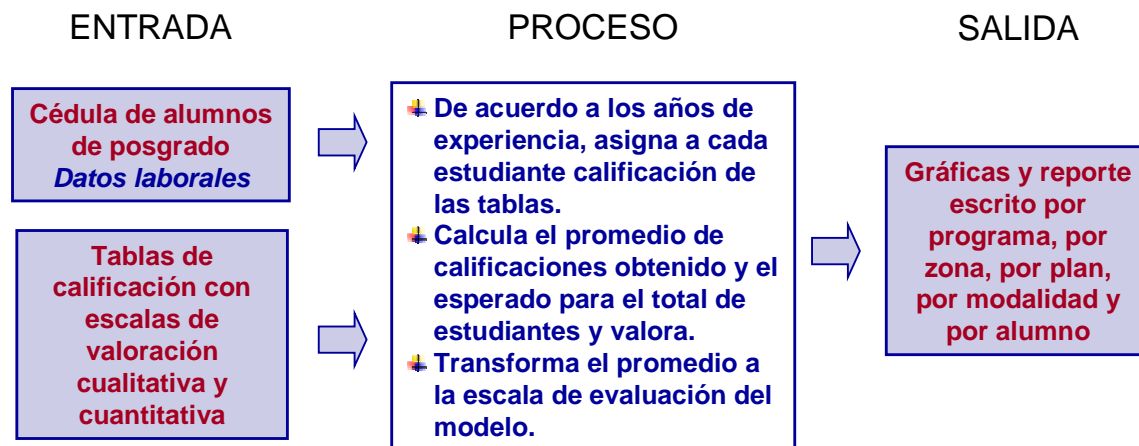 ENTRADA
PROCESO
SALIDA
Cédula de alumnos
de posgrado
Datos laborales
Tablas de
calificación con
escalas de
valoración
cualitativa y
cuantitativa
De acuerdo a los años de
experiencia, asigna a cada
estudiante calificación de
las tablas.
Calcula el promedio de
calificaciones obtenido y el
esperado para el total de
estudiantes y valora.
Transforma el promedio a
la escala de evaluación del
modelo.
Gráficas y reporte
escrito por
programa, por
zona, por plan,
por modalidad y
por alumno